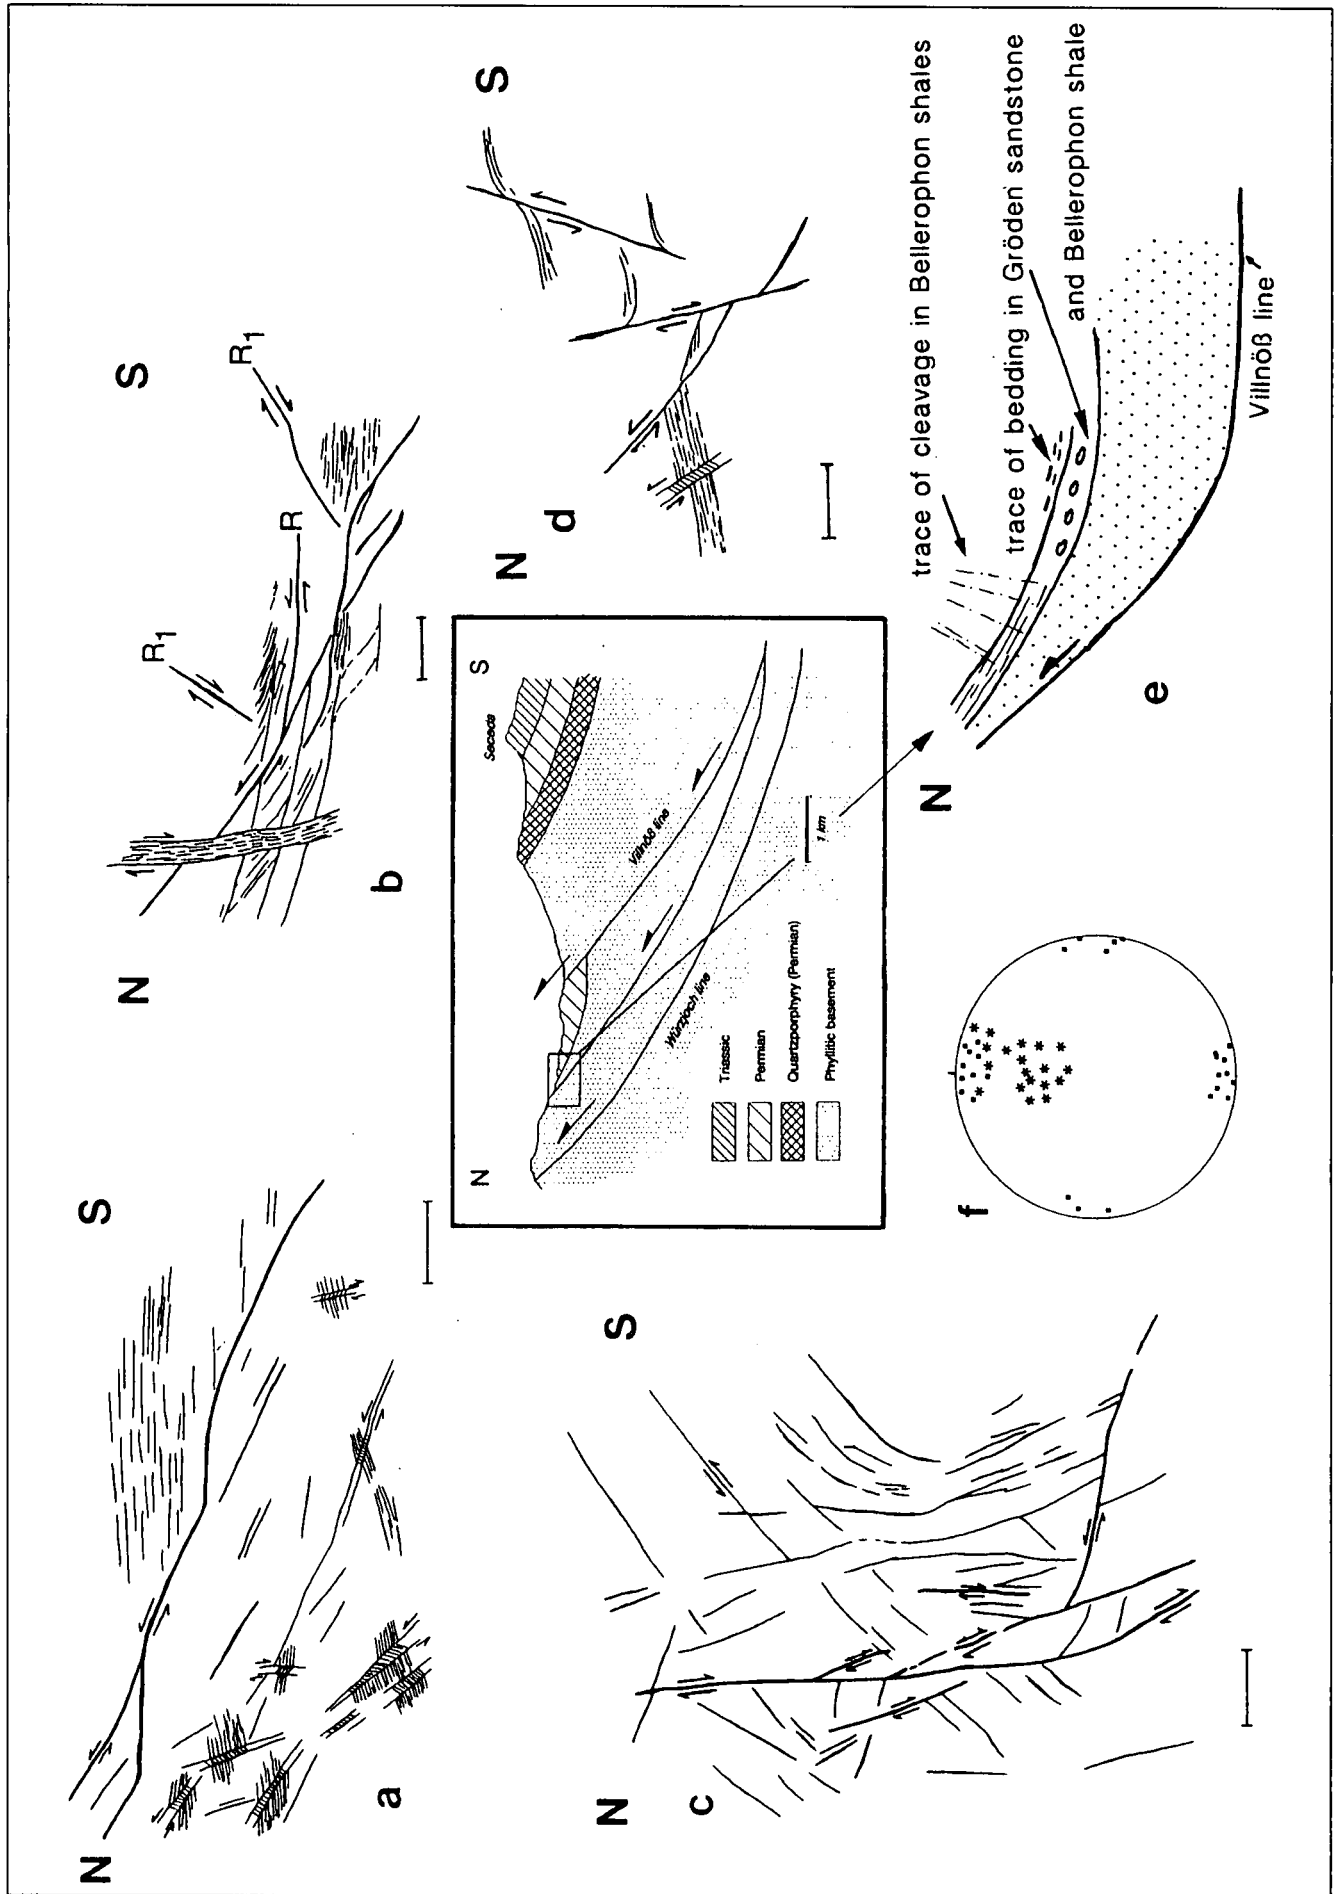 N
S
a
N
S
b
R1
R
R1
N
S
c
N
S
d
N
S
Seceda
Villnöß line
Würzjoch line
1 km
Triassic
Permian
Quartzporphyry (Permian)
Phyllitic basement
N
e
trace of cleavage in Bellerophon shales
trace of bedding in Gröden sandstone
and Bellerophon shale
Villnöß line
f